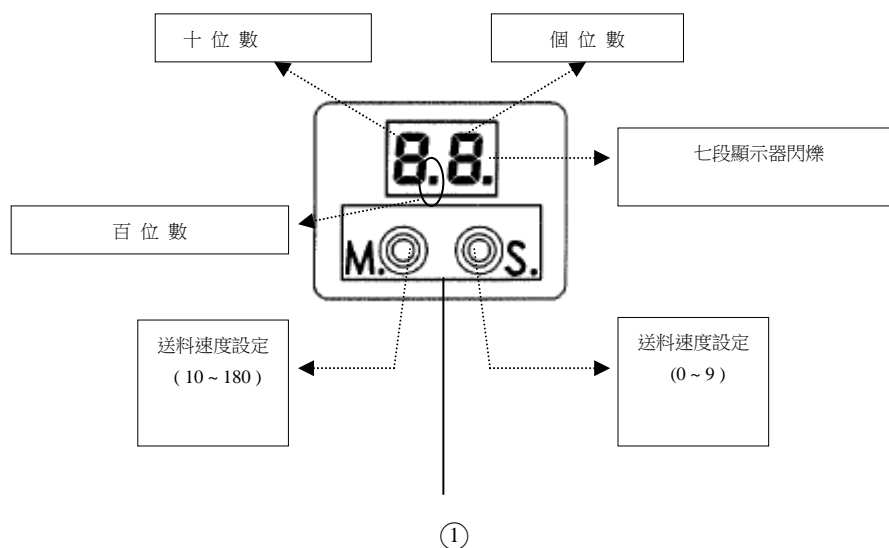 十 位 數
個 位 數
8.8.
七段顯示器閃爍
百 位 數
M.
S.
送料速度設定
( 10 ~ 180 )
送料速度設定
(0 ~ 9 )
①